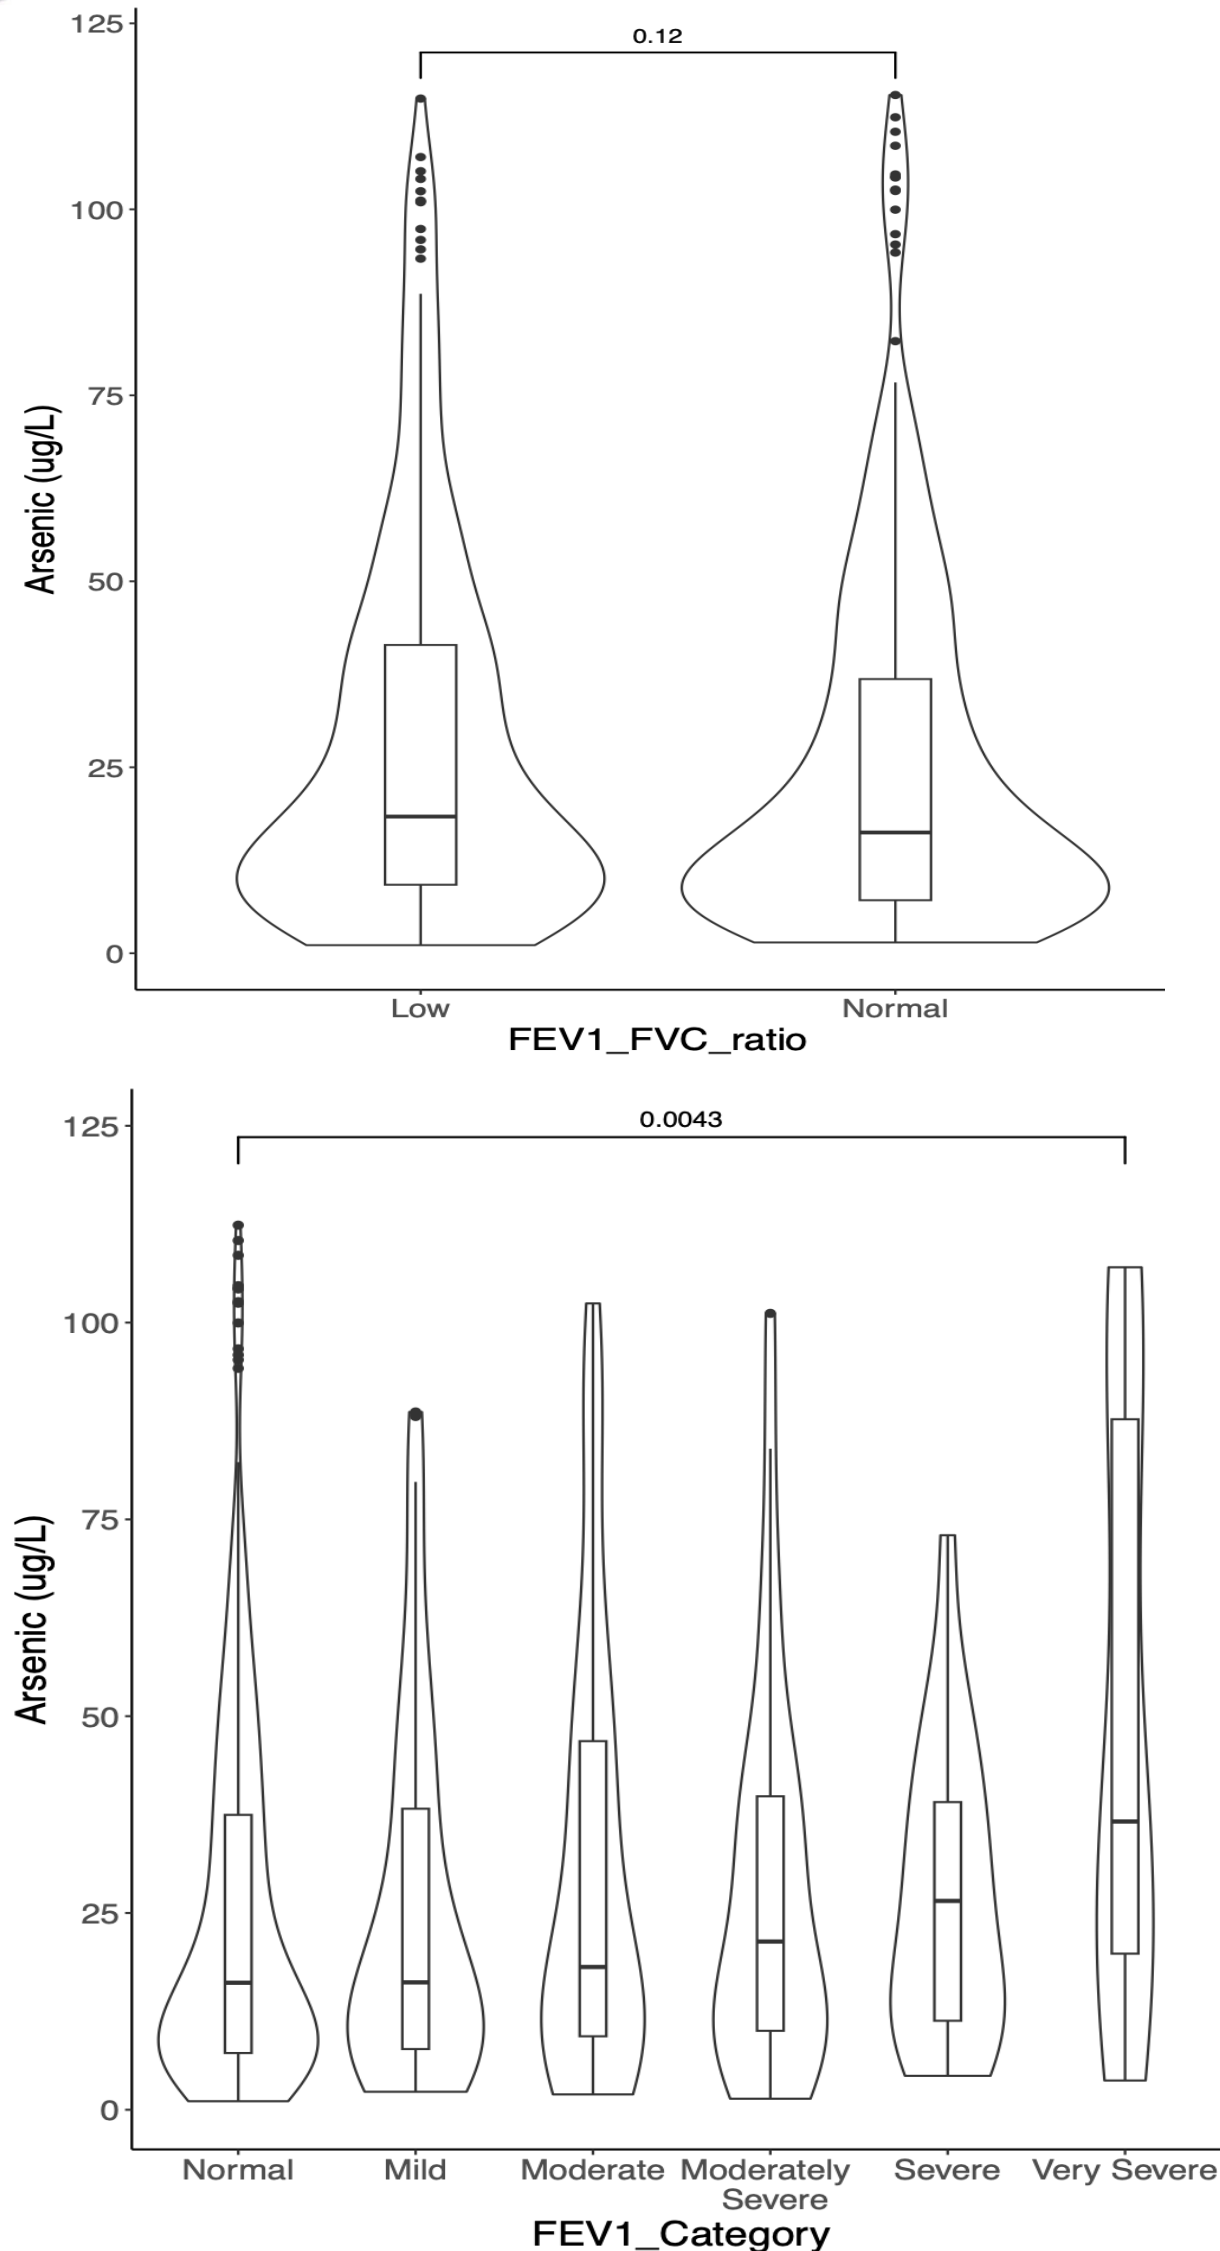 125
0.12
100
75
50
25
0
Arsenic (ug/L)
Low Normal
FEV1_FVC_ratio
125
0.0043
100
75
50
25
0
Arsenic (ug/L)
Normal Mild Moderate Moderately Severe Very Severe
Severe
FEV1_Category